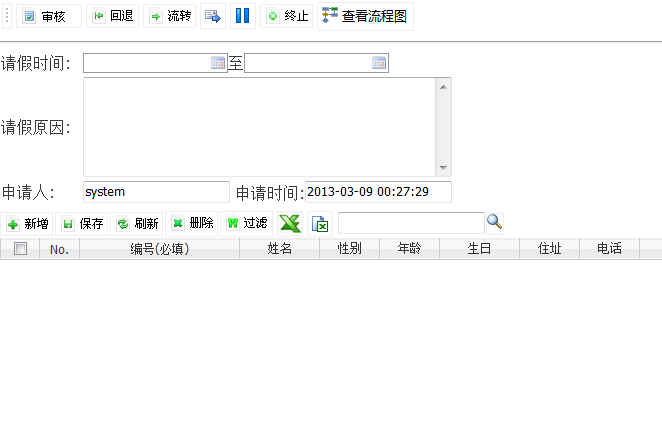 审核 回退 流转 终止 查看流程图
请假时间： 至
请假原因：
申请人： system 申请时间: 2013-03-09 00:27:29
新增 保存 刷新 删除 过滤
No. 编号(必填) 姓名 性别 年龄 生日 住址 电话